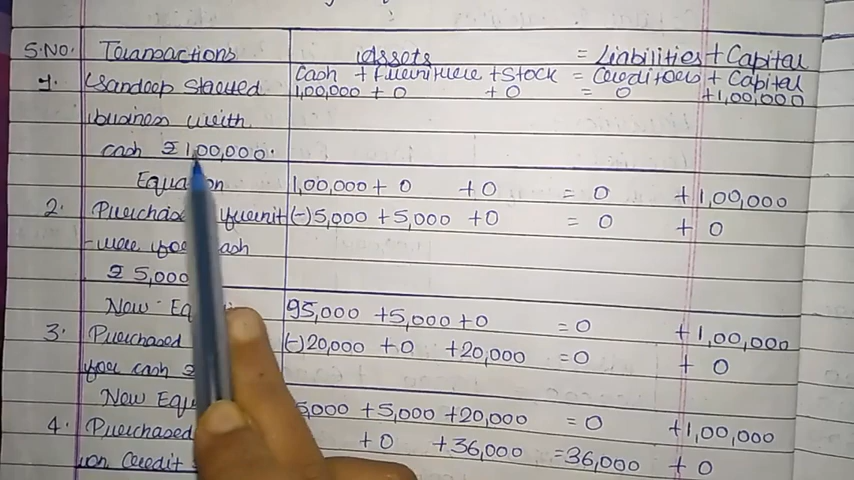 S.No. Transactions Assets = Liabilities + Capital
Cash + Furniture + Stock = Creditors + Capital
1. Sandeep started 1,00,000 + 0 + 0 = 0 + 1,00,000
business with
cash ₹ 1,00,000.
Equation 1,00,000 + 0 + 0 = 0 + 1,00,000
2. Purchased furnit (-) 5,000 + 5,000 + 0 = 0 + 0
-ure for cash
₹ 5,000
New Equ 95,000 + 5,000 + 0 = 0 + 1,00,000
3. Purchased (-) 20,000 + 0 + 20,000 = 0 + 0
for cash ₹
New Equ 5,000 + 5,000 + 20,000 = 0 + 1,00,000
4. Purchased + 0 + 36,000 = 36,000 + 0
on credit